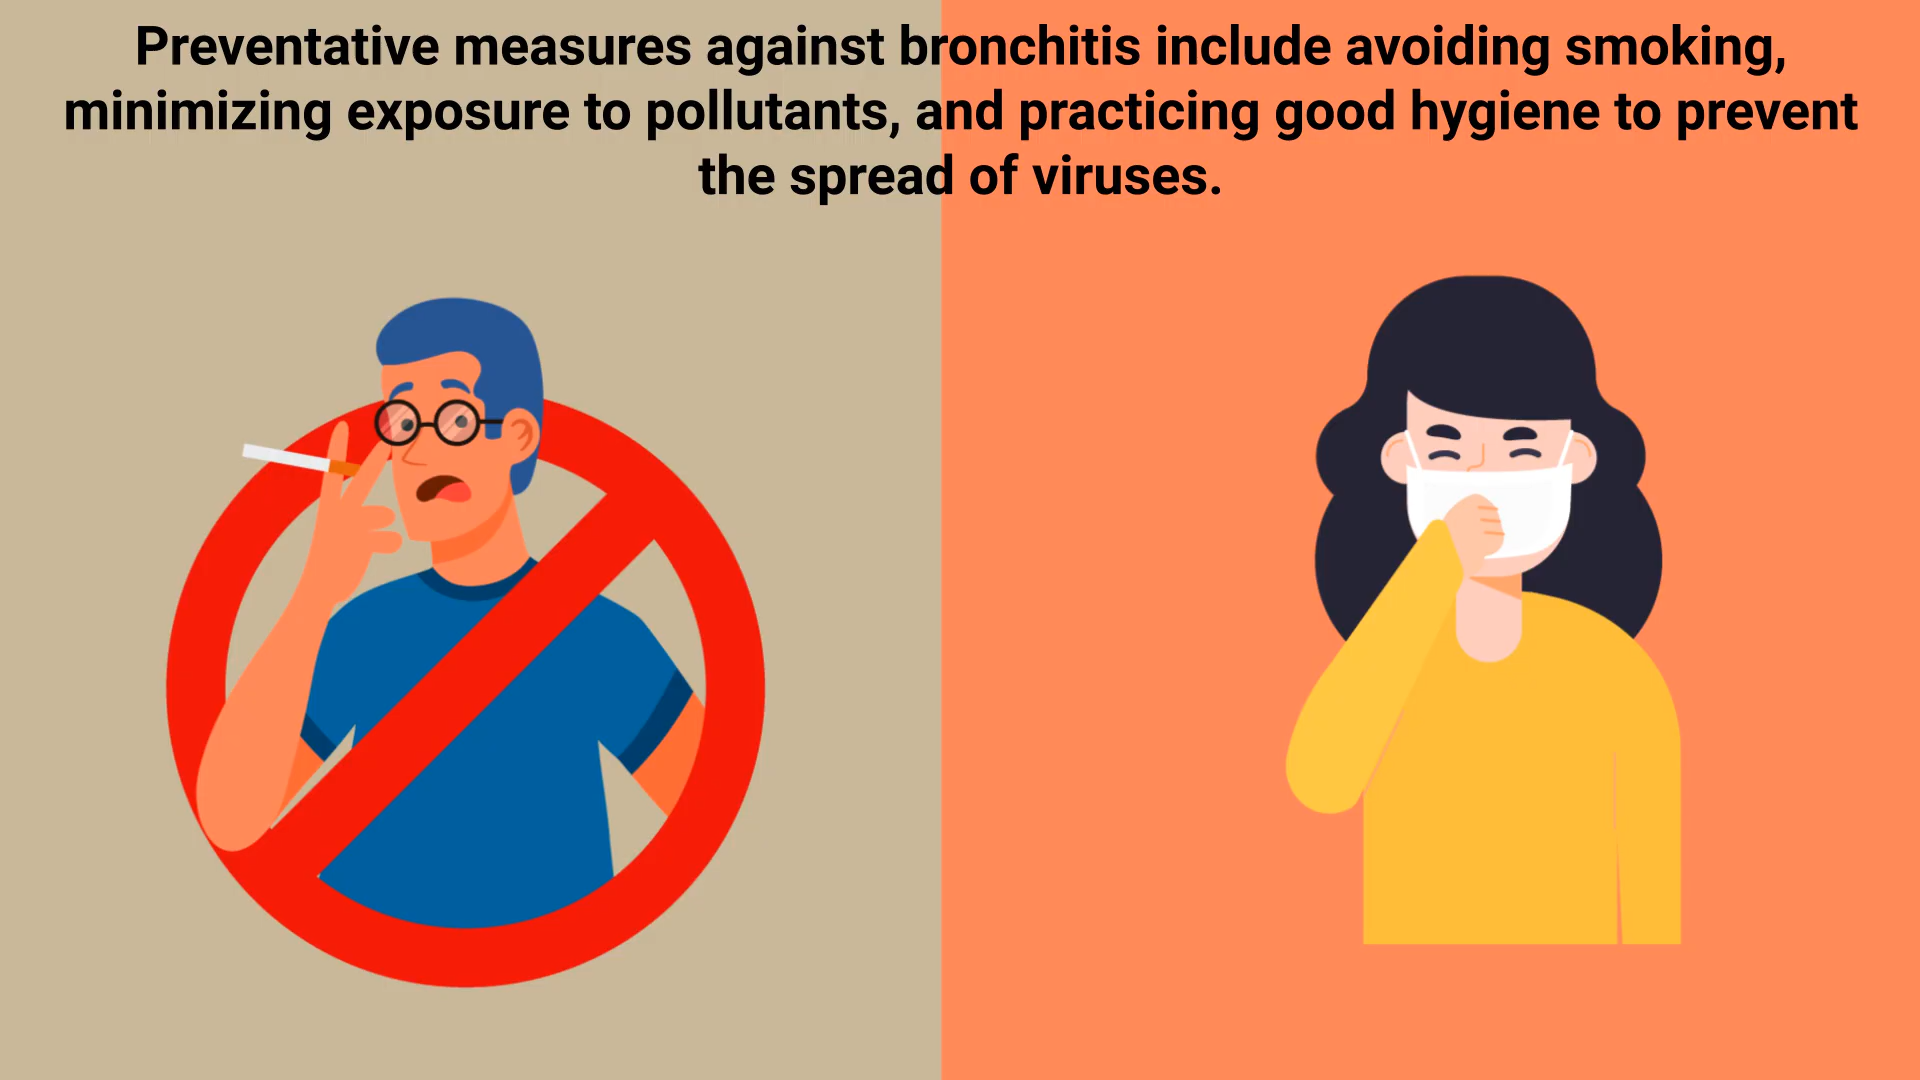 Preventative measures against bronchitis include avoiding smoking,
minimizing exposure to pollutants, and practicing good hygiene to prevent
the spread of viruses.